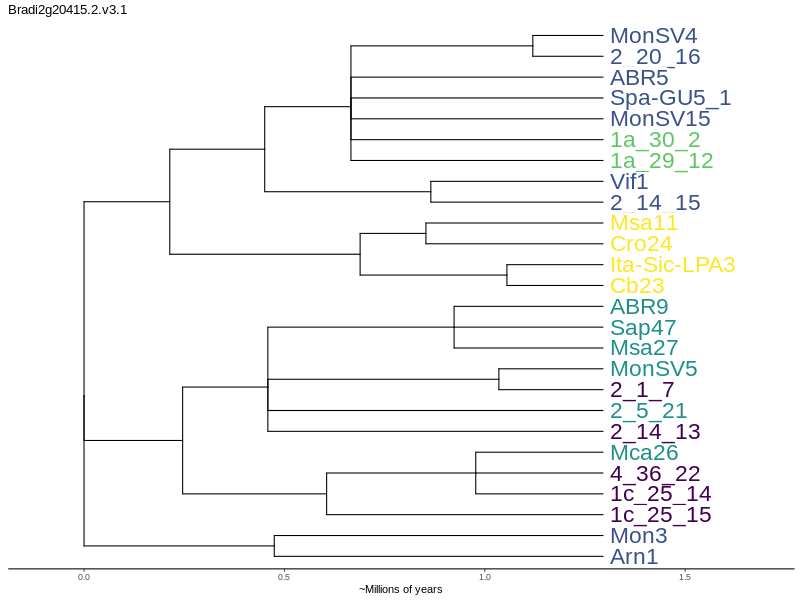 Bradi2g20415.2.v3.1
MonSV4
2_20_16
ABR5
Spa-GU5_1
MonSV15
1a_30_2
1a_29_12
Vif1
2_14_15
Msa11
Cro24
Ita-Sic-LPA3
Cb23
ABR9
Sap47
Msa27
MonSV5
2_1_7
2_5_21
2_14_13
Mca26
4_36_22
1c_25_14
1c_25_15
Mon3
Arn1
0.0 0.5 1.0 1.5
~Millions of years